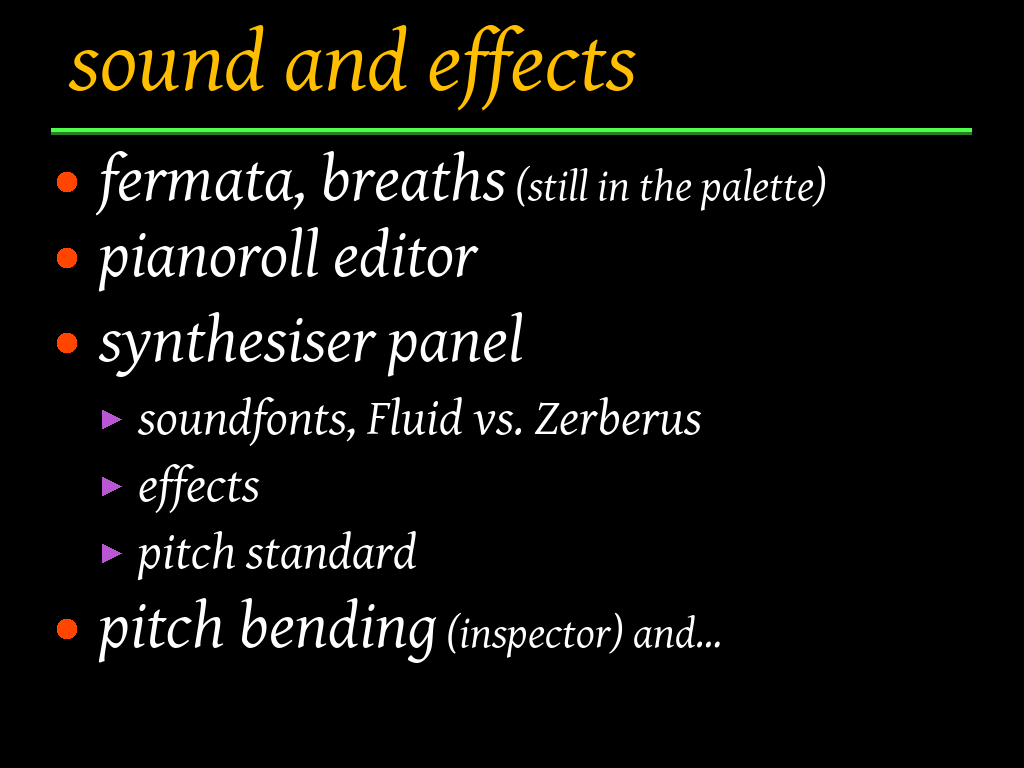 sound and effects
fermata, breaths (still in the palette)
pianoroll editor
synthesiser panel
soundfonts, Fluid vs. Zerberus
effects
pitch standard
pitch bending (inspector) and...